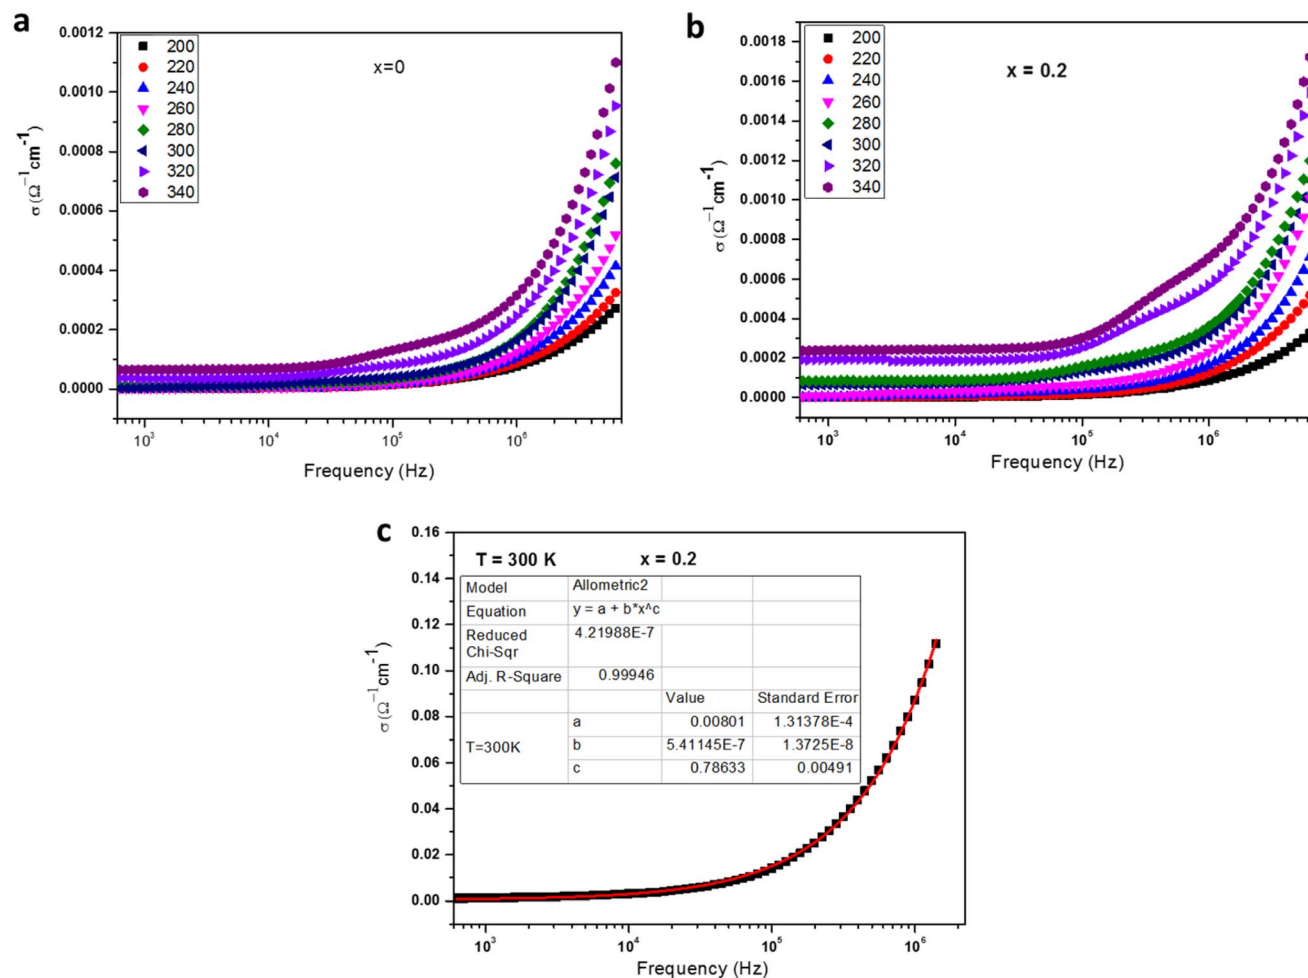 a
0.0012
0.0010
0.0008
0.0006
0.0004
0.0002
0.0000
σ (Ω⁻¹cm⁻¹)
200
220
240
260
280
300
320
340
x=0
10³ 10⁴ 10⁵ 10⁶
Frequency (Hz)
b
0.0018
0.0016
0.0014
0.0012
0.0010
0.0008
0.0006
0.0004
0.0002
0.0000
σ (Ω⁻¹cm⁻¹)
200
220
240
260
280
300
320
340
x = 0.2
10³ 10⁴ 10⁵ 10⁶
Frequency (Hz)
c
0.16
0.14
0.12
0.10
0.08
0.06
0.04
0.02
0.00
σ (Ω⁻¹cm⁻¹)
T = 300 K x = 0.2
Model Allometric2
Equation y = a + b*x^c
Reduced Chi-Sqr 4.21988E-7
Adj. R-Square 0.99946
Value Standard Error
T=300K a 0.00801 1.31378E-4
b 5.41145E-7 1.3725E-8
c 0.78633 0.00491
10³ 10⁴ 10⁵ 10⁶
Frequency (Hz)